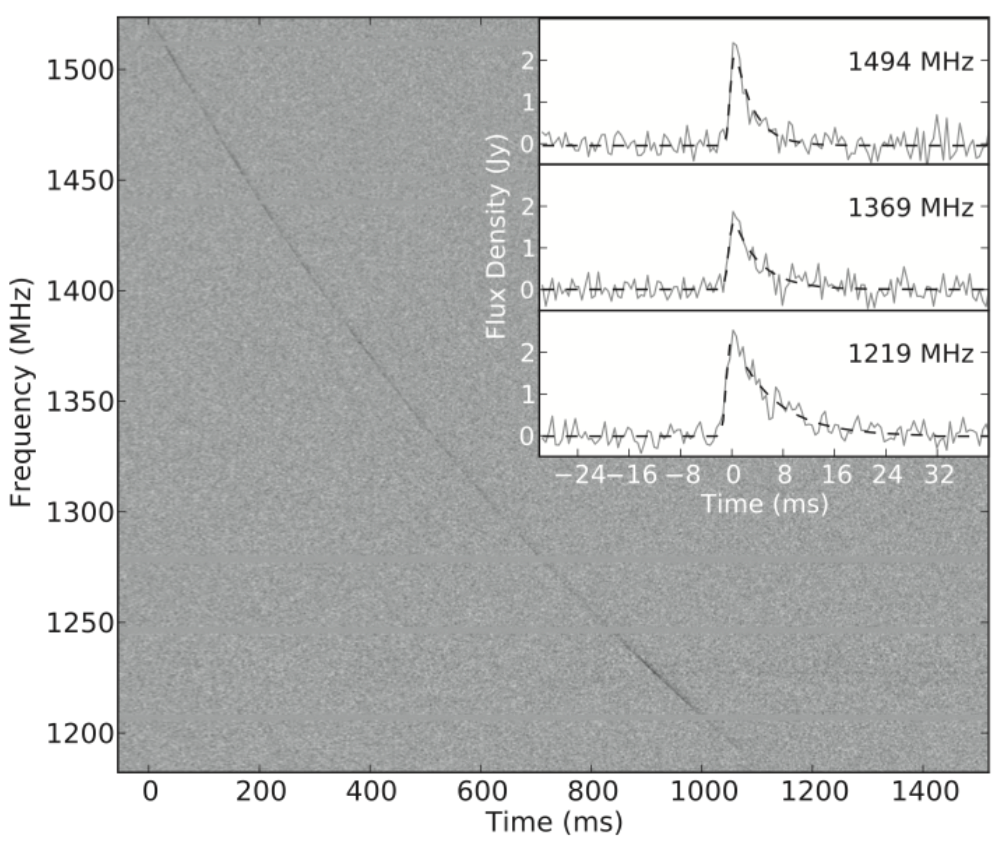 Frequency (MHz)
1500
1450
1400
1350
1300
1250
1200
0 200 400 600 800 1000 1200 1400
Time (ms)
Flux Density (Jy)
2
1
0
1494 MHz
2
1
0
1369 MHz
2
1
0
1219 MHz
−24 −16 −8 0 8 16 24 32
Time (ms)